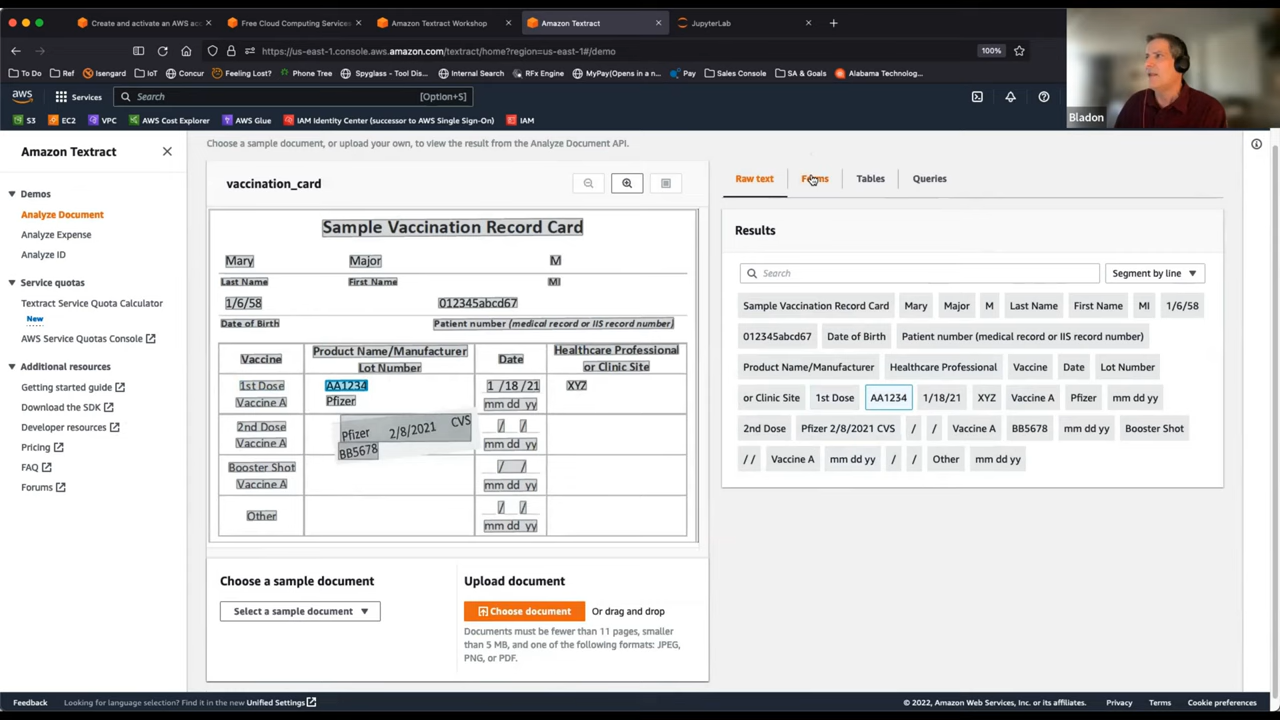 Create and activate an AWS acc
Free Cloud Computing Services
Amazon Textract Workshop
Amazon Textract
JupyterLab
https://us-east-1.console.aws.amazon.com/textract/home?region=us-east-1#/demo
100%
To Do
Ref
Isengard
IoT
Concur
Feeling Lost?
Phone Tree
Spyglass - Tool Dis...
Internal Search
RFx Engine
MyPay(Opens in a n...
Pay
Sales Console
SA & Goals
Alabama Technolog...
aws
Services
Search
[Option+S]
Bladon
S3
EC2
VPC
AWS Cost Explorer
AWS Glue
IAM Identity Center (successor to AWS Single Sign-On)
IAM
Amazon Textract
Demos
Analyze Document
Analyze Expense
Analyze ID
Service quotas
Textract Service Quota Calculator
New
AWS Service Quotas Console
Additional resources
Getting started guide
Download the SDK
Developer resources
Pricing
FAQ
Forums
Choose a sample document, or upload your own, to view the result from the Analyze Document API.
vaccination_card
Sample Vaccination Record Card
Mary Major M
Last Name First Name MI
1/6/58 012345abcd67
Date of Birth Patient number (medical record or IIS record number)
Vaccine
Product Name/Manufacturer
Lot Number
Date
Healthcare Professional
or Clinic Site
1st Dose AA1234 1 /18 /21 XYZ
Vaccine A Pfizer mm dd yy
2nd Dose Pfizer 2/8/2021 CVS / /
Vaccine A BB5678 mm dd yy
Booster Shot / /
Vaccine A mm dd yy
Other / /
mm dd yy
Choose a sample document
Select a sample document
Upload document
Choose document
Or drag and drop
Documents must be fewer than 11 pages, smaller
than 5 MB, and one of the following formats: JPEG,
PNG, or PDF.
Raw text
Forms
Tables
Queries
Results
Search
Segment by line
Sample Vaccination Record Card Mary Major M Last Name First Name MI 1/6/58
012345abcd67 Date of Birth Patient number (medical record or IIS record number)
Product Name/Manufacturer Healthcare Professional Vaccine Date Lot Number
or Clinic Site 1st Dose AA1234 1/18/21 XYZ Vaccine A Pfizer mm dd yy
2nd Dose Pfizer 2/8/2021 CVS / / Vaccine A BB5678 mm dd yy Booster Shot
/ / Vaccine A mm dd yy / / Other mm dd yy
Feedback
Looking for language selection? Find it in the new Unified Settings
© 2022, Amazon Web Services, Inc. or its affiliates.
Privacy
Terms
Cookie preferences